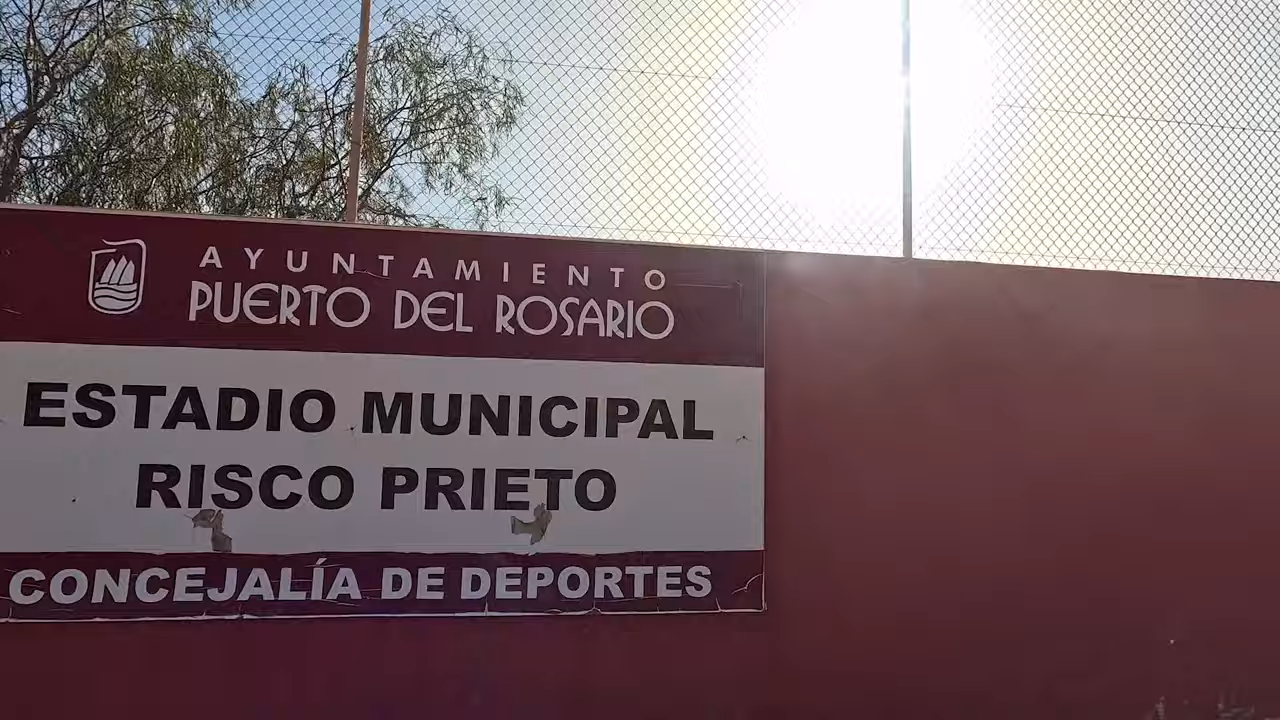 AYUNTAMIENTO
PUERTO DEL ROSARIO
ESTADIO MUNICIPAL
RISCO PRIETO
CONCEJALÍA DE DEPORTES